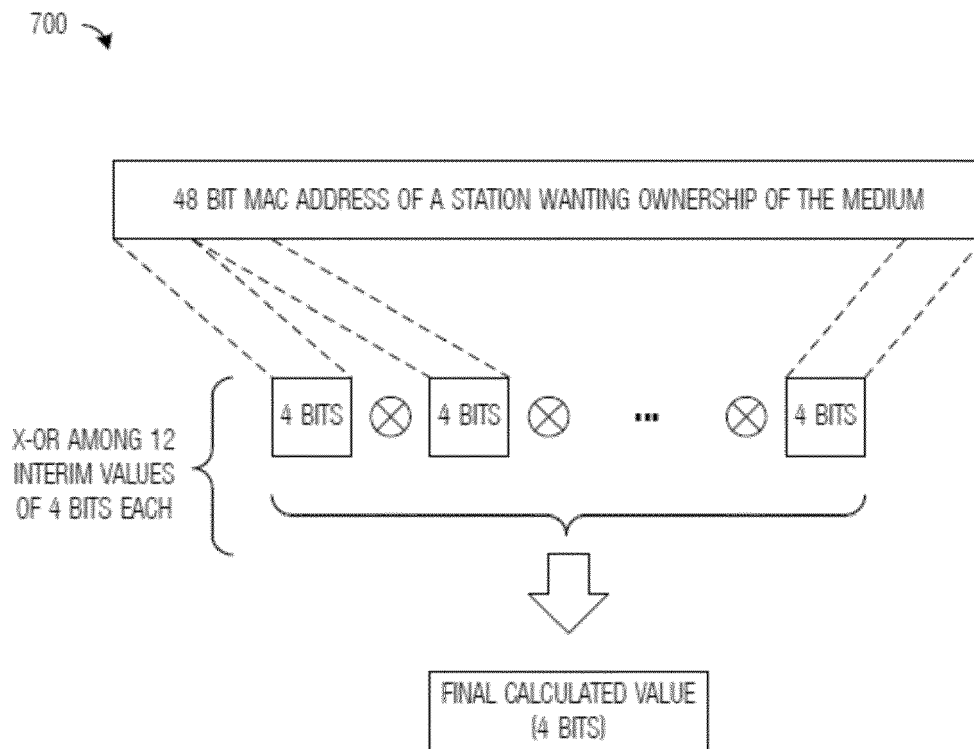 700
48 BIT MAC ADDRESS OF A STATION WANTING OWNERSHIP OF THE MEDIUM
4 BITS
4 BITS
...
4 BITS
X-OR AMONG 12
INTERIM VALUES
OF 4 BITS EACH
FINAL CALCULATED VALUE
(4 BITS)